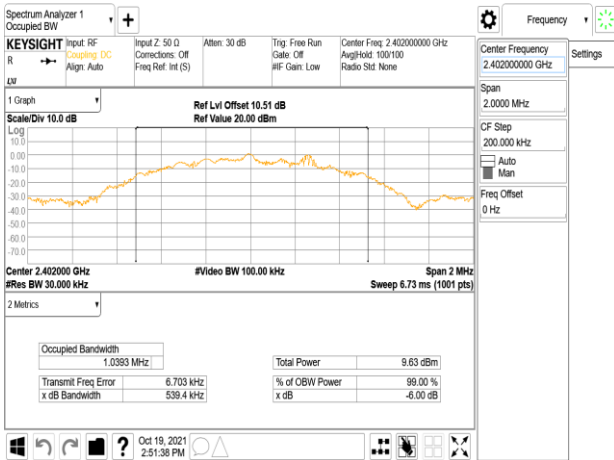 Spectrum Analyzer 1
Occupied BW
KEYSIGHT
R
LXI
Input: RF
Coupling: DC
Align: Auto
Input Z: 50 Ω
Corrections: Off
Freq Ref: Int (S)
Atten: 30 dB
Trig: Free Run
Gate: Off
#IF Gain: Low
Center Freq: 2.402000000 GHz
Avg|Hold: 100/100
Radio Std: None
1 Graph
Scale/Div 10.0 dB
Ref Lvl Offset 10.51 dB
Ref Value 20.00 dBm
Log
10.0
0.00
-10.0
-20.0
-30.0
-40.0
-50.0
-60.0
-70.0
Center 2.402000 GHz
#Res BW 30.000 kHz
#Video BW 100.00 kHz
Span 2 MHz
Sweep 6.73 ms (1001 pts)
2 Metrics
Occupied Bandwidth
1.0393 MHz
Transmit Freq Error 6.703 kHz
x dB Bandwidth 539.4 kHz
Total Power 9.63 dBm
% of OBW Power 99.00 %
x dB -6.00 dB
Oct 19, 2021
2:51:38 PM
Frequency
Settings
Center Frequency
2.402000000 GHz
Span
2.0000 MHz
CF Step
200.000 kHz
Auto
Man
Freq Offset
0 Hz